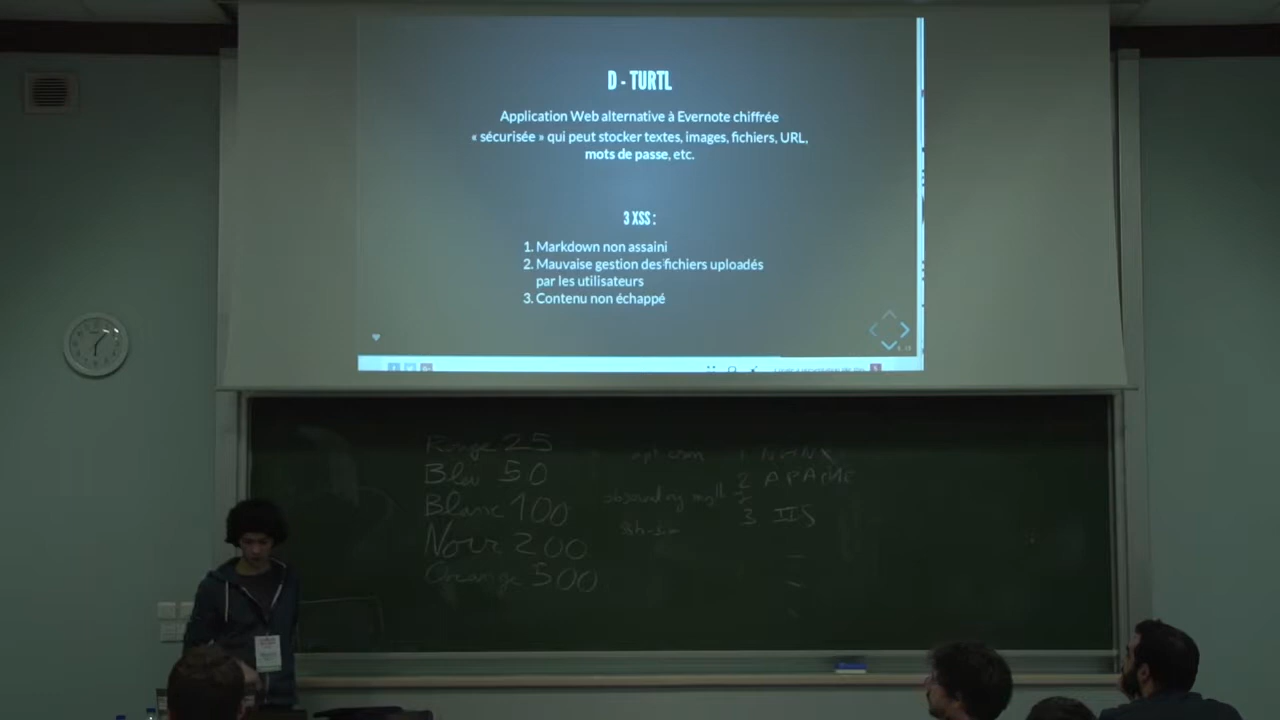 D - TURTL
Application Web alternative à Evernote chiffrée
« sécurisée » qui peut stocker textes, images, fichiers, URL,
mots de passe, etc.
3 XSS :
1. Markdown non assaini
2. Mauvaise gestion des fichiers uploadés
par les utilisateurs
3. Contenu non échappé
Rouge 25
Bleu 50
Blanc 100
Noir 200
Orange 500
1
2 APACHE
3 IIS